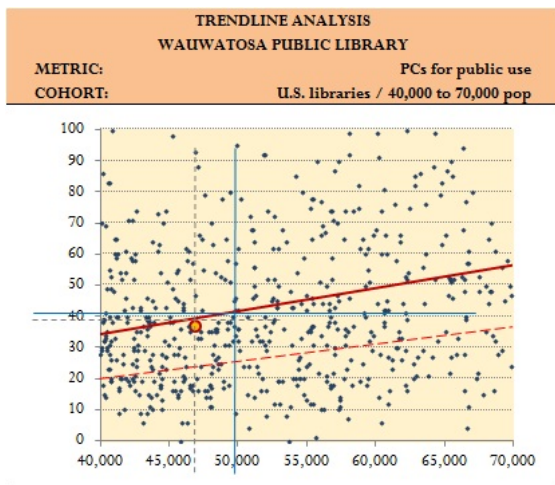 TRENDLINE ANALYSIS
WAUWATOSA PUBLIC LIBRARY
METRIC: PCs for public use
COHORT: U.S. libraries / 40,000 to 70,000 pop
100
90
80
70
60
50
40
30
20
10
0
40,000 45,000 50,000 55,000 60,000 65,000 70,000